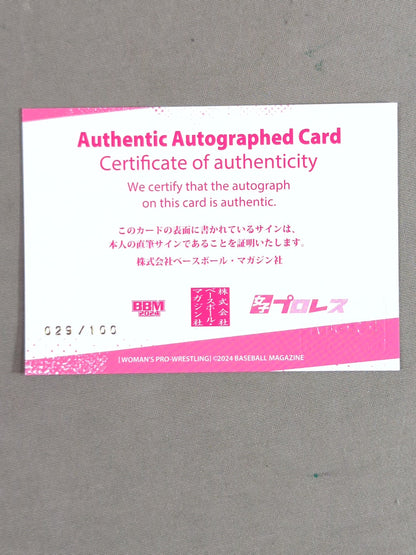 Authentic Autographed Card
Certificate of authenticity
We certify that the autograph
on this card is authentic.
このカードの表面に書かれているサインは、
本人の直筆サインであることを証明いたします。
株式会社ベースボール・マガジン社
BBM
2024
株式会社
ベースボール
マガジン社
女子プロレス
029/100
[WOMAN'S PRO-WRESTLING] ©2024 BASEBALL MAGAZINE